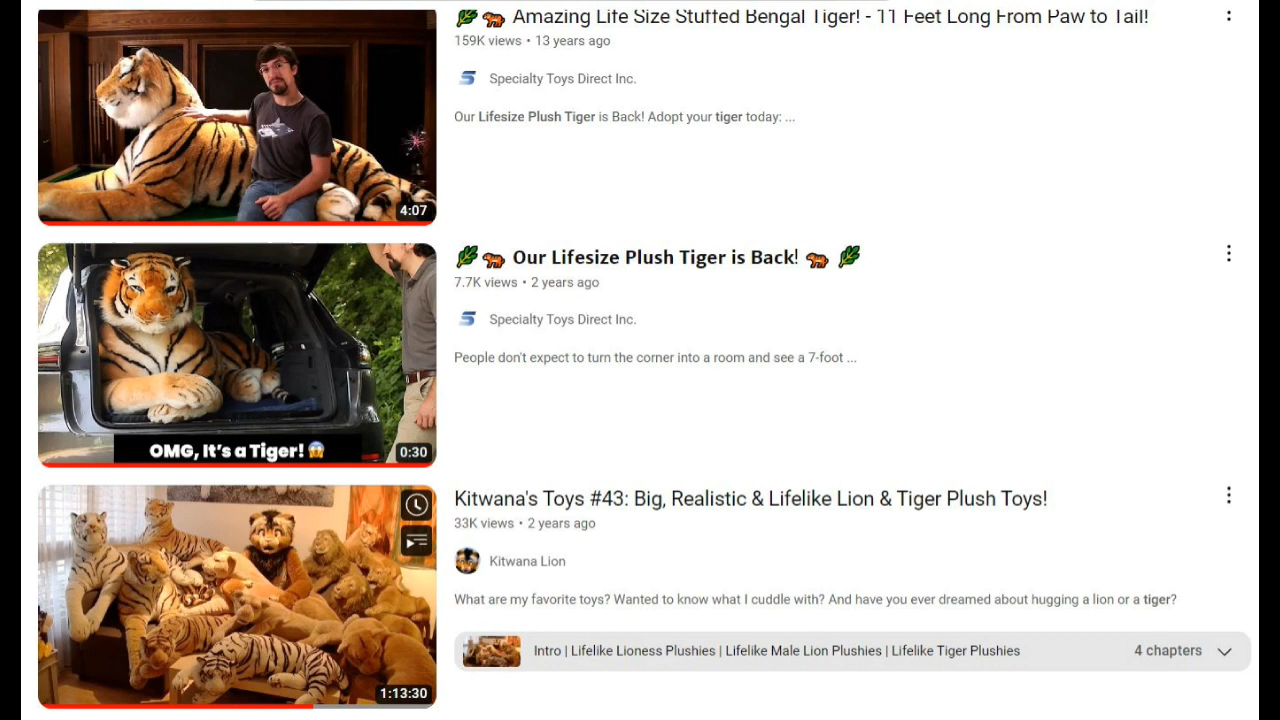 🌿🐅 Amazing Life Size Stuffed Bengal Tiger! - 11 Feet Long From Paw to Tail!
159K views • 13 years ago
Specialty Toys Direct Inc.
Our Lifesize Plush Tiger is Back! Adopt your tiger today: ...
4:07
🌿🐅 Our Lifesize Plush Tiger is Back! 🐅 🌿
7.7K views • 2 years ago
Specialty Toys Direct Inc.
People don't expect to turn the corner into a room and see a 7-foot ...
OMG, It's a Tiger! 😱
0:30
Kitwana's Toys #43: Big, Realistic & Lifelike Lion & Tiger Plush Toys!
33K views • 2 years ago
Kitwana Lion
What are my favorite toys? Wanted to know what I cuddle with? And have you ever dreamed about hugging a lion or a tiger?
Intro | Lifelike Lioness Plushies | Lifelike Male Lion Plushies | Lifelike Tiger Plushies
4 chapters
1:13:30